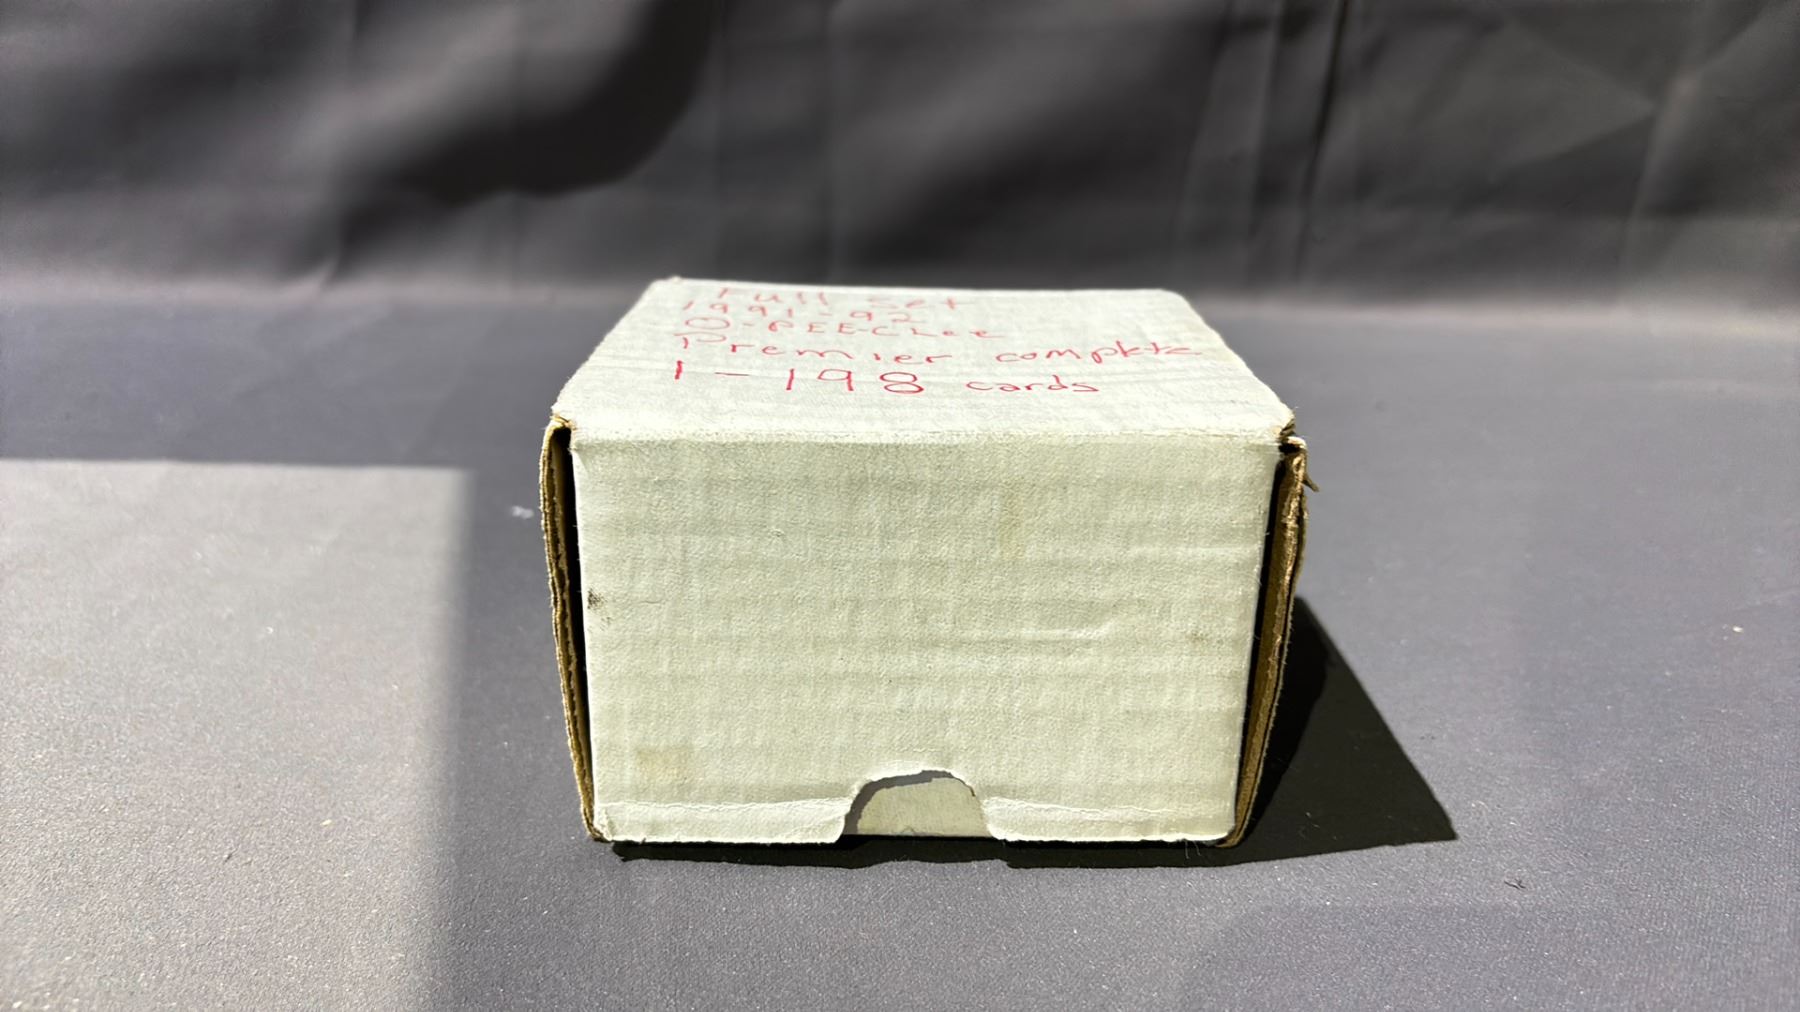 Full Set
1991-92
O-PEE-Chee
Premier complete
1-198 cards